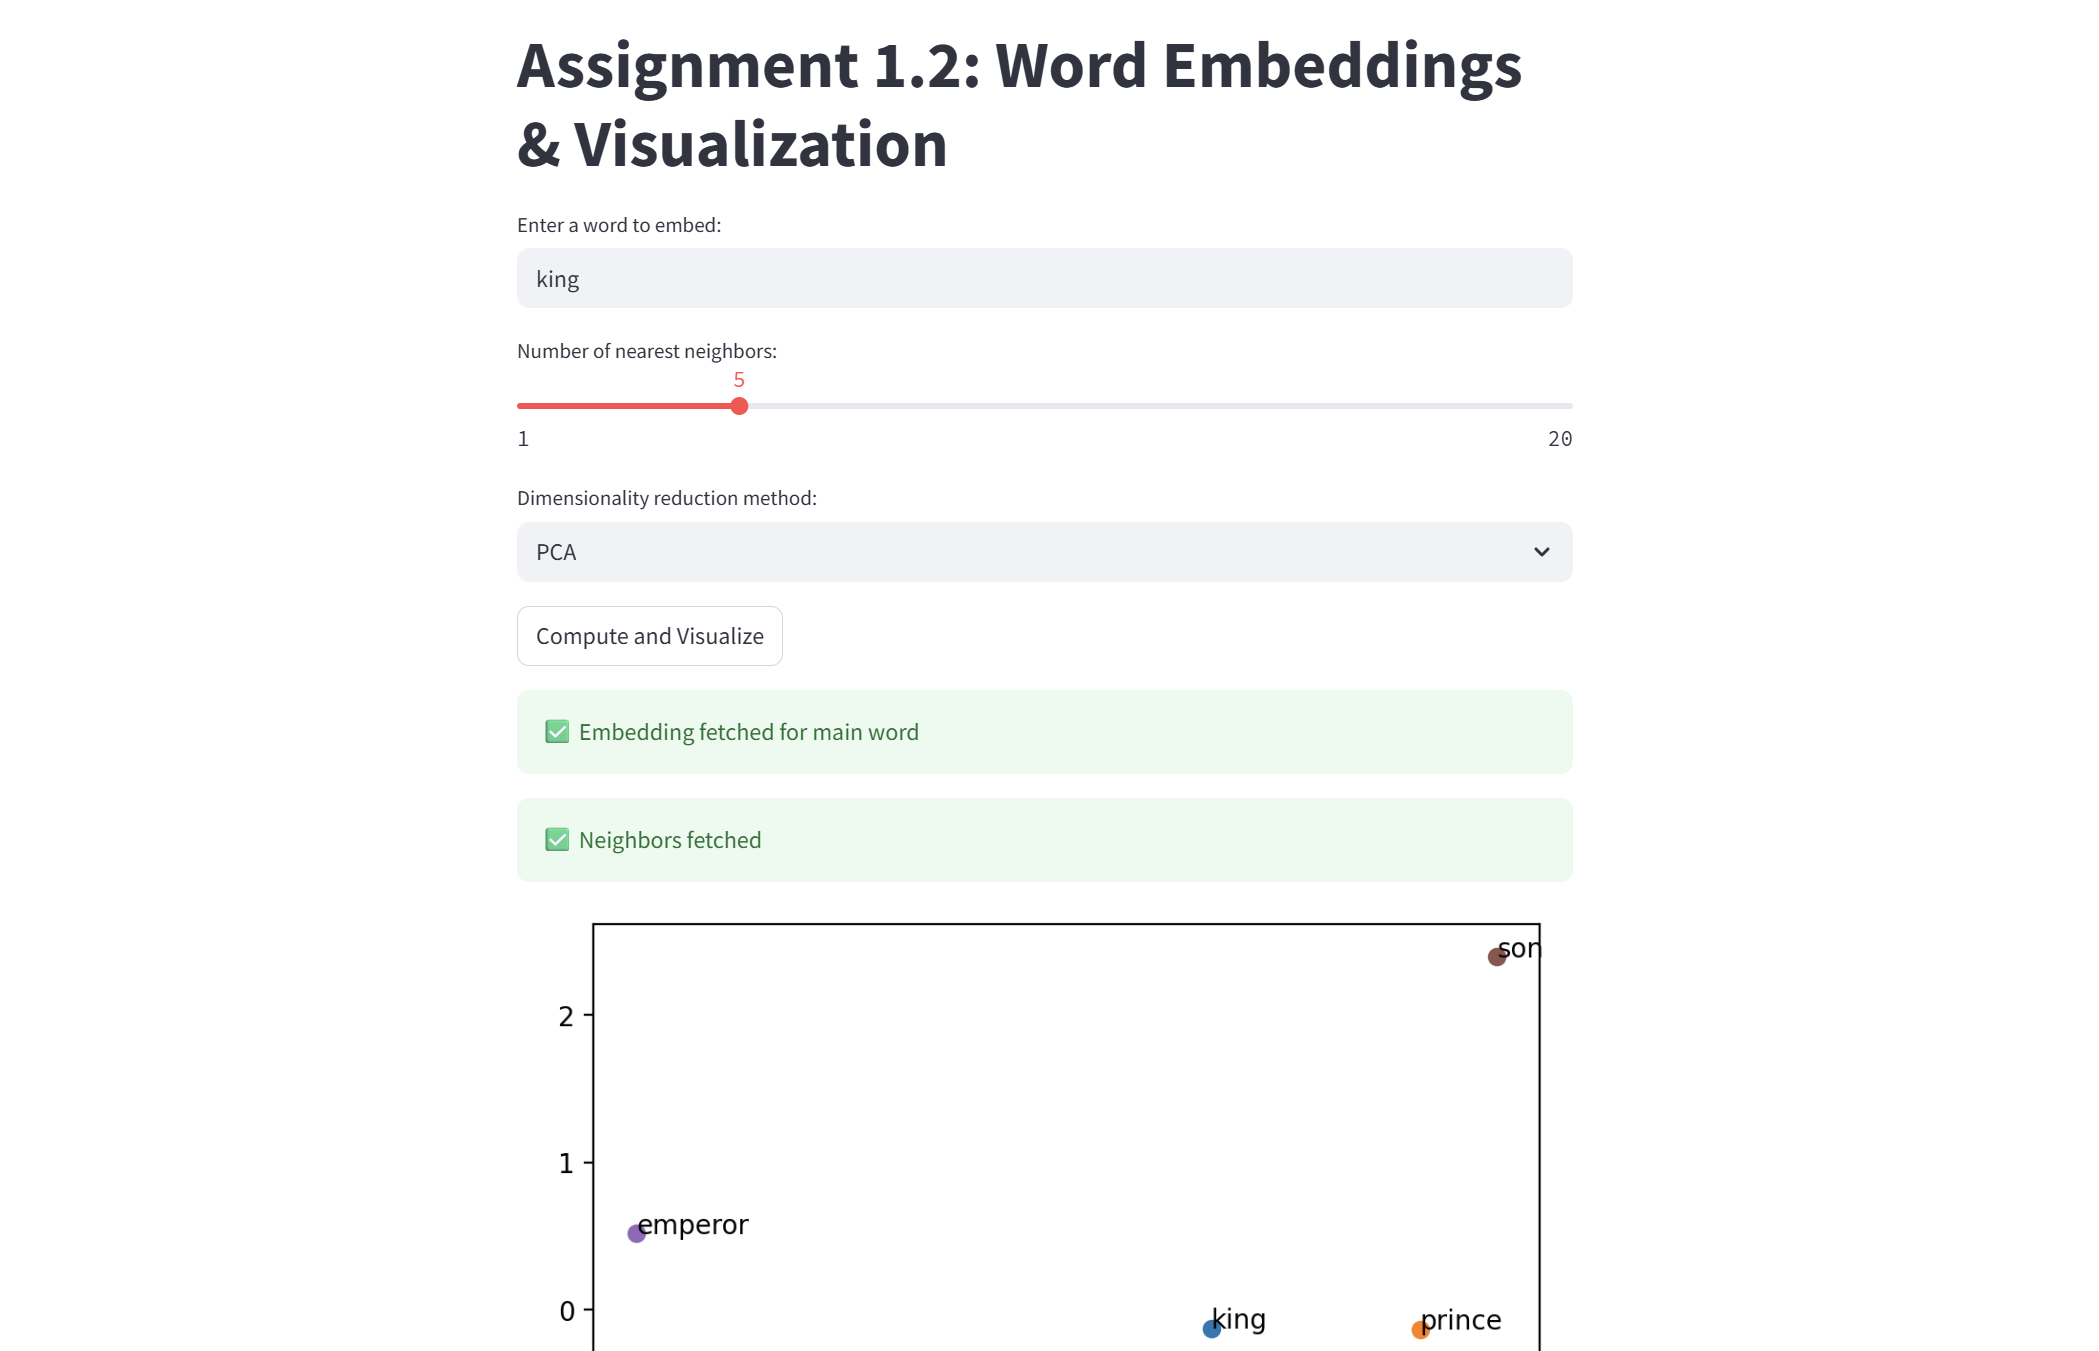 Assignment 1.2: Word Embeddings
& Visualization
Enter a word to embed:
king
Number of nearest neighbors:
5
1
20
Dimensionality reduction method:
PCA
Compute and Visualize
✅ Embedding fetched for main word
✅ Neighbors fetched
son
2
1
emperor
0
king
prince